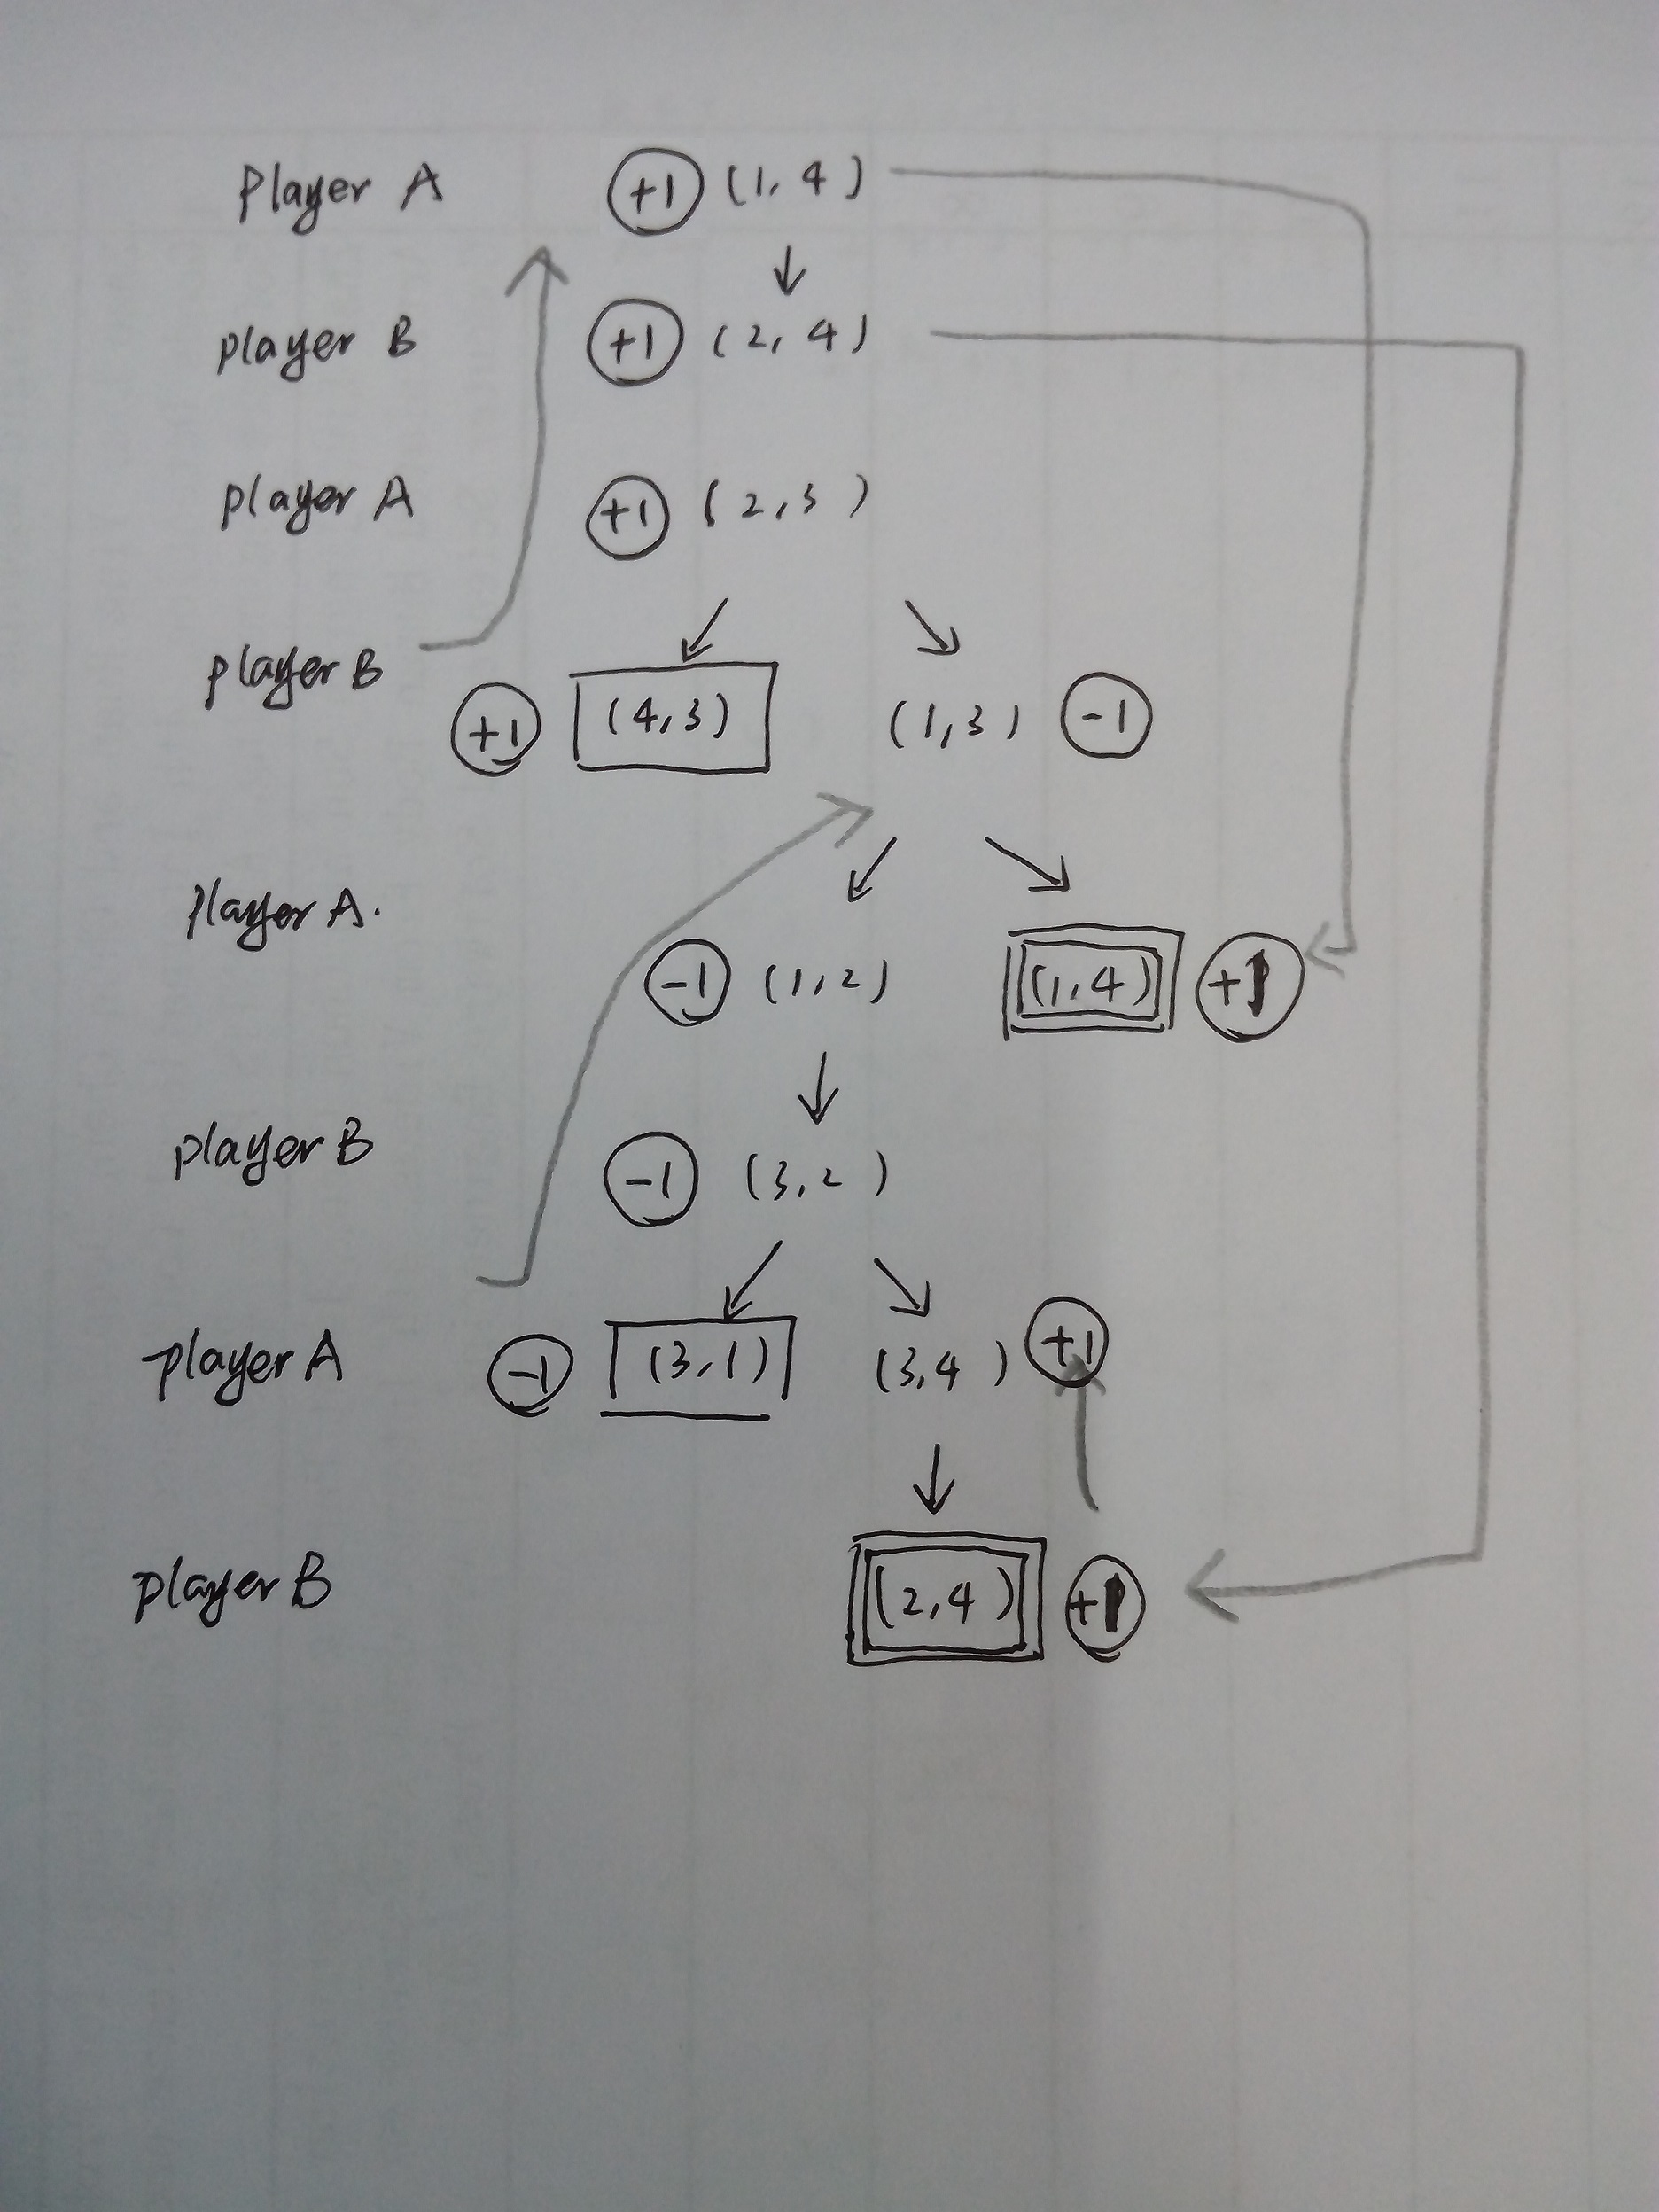 Player A +1 (1, 4)
player B +1 (2, 4)
player A +1 (2, 3)
player B +1 (4, 3) (1, 3) -1
player A. -1 (1, 2) (1, 4) +1
player B -1 (3, 2)
player A -1 (3, 1) (3, 4) +1
player B (2, 4) +1